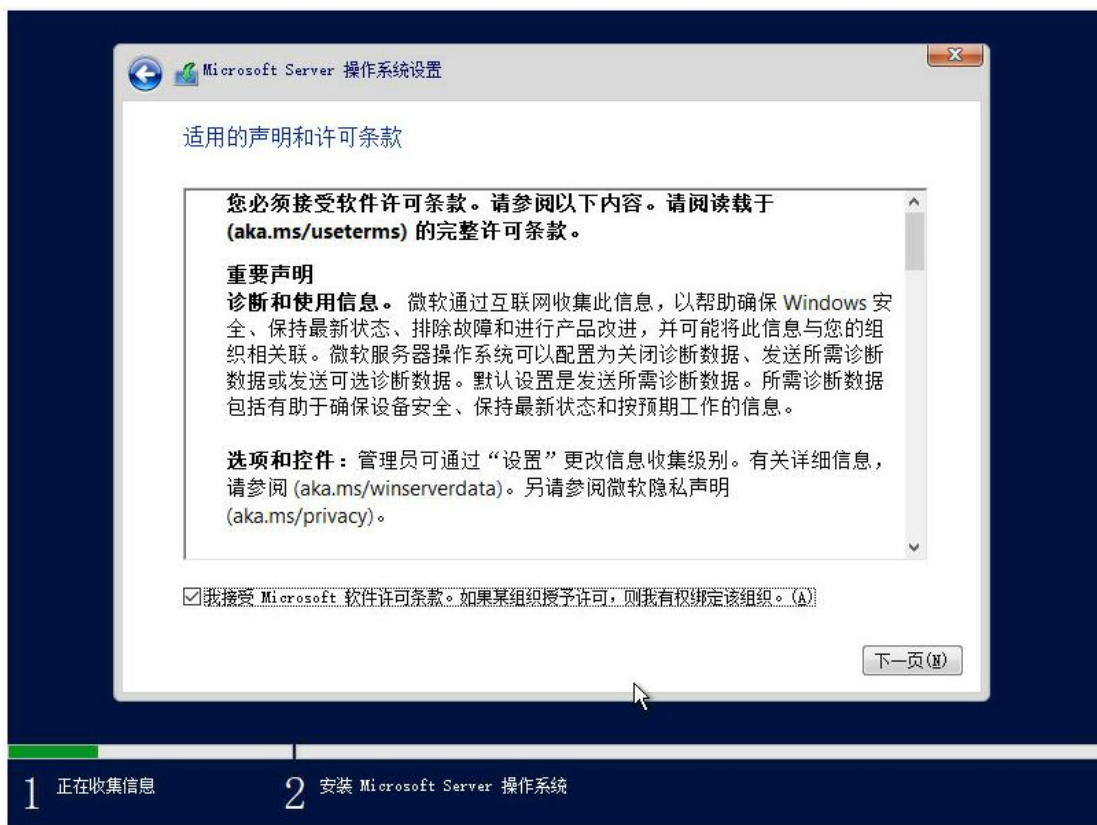 Microsoft Server 操作系统设置
适用的声明和许可条款
您必须接受软件许可条款。请参阅以下内容。请阅读载于
(aka.ms/useterms) 的完整许可条款。
重要声明
诊断和使用信息。 微软通过互联网收集此信息，以帮助确保 Windows 安
全、保持最新状态、排除故障和进行产品改进，并可能将此信息与您的组
织相关联。微软服务器操作系统可以配置为关闭诊断数据、发送所需诊断
数据或发送可选诊断数据。默认设置是发送所需诊断数据。所需诊断数据
包括有助于确保设备安全、保持最新状态和按预期工作的信息。
选项和控件：管理员可通过“设置”更改信息收集级别。有关详细信息，
请参阅 (aka.ms/winserverdata)。另请参阅微软隐私声明
(aka.ms/privacy)。
我接受 Microsoft 软件许可条款。如果某组织授予许可，则我有权绑定该组织。(A)
下一页(N)
1 正在收集信息
2 安装 Microsoft Server 操作系统